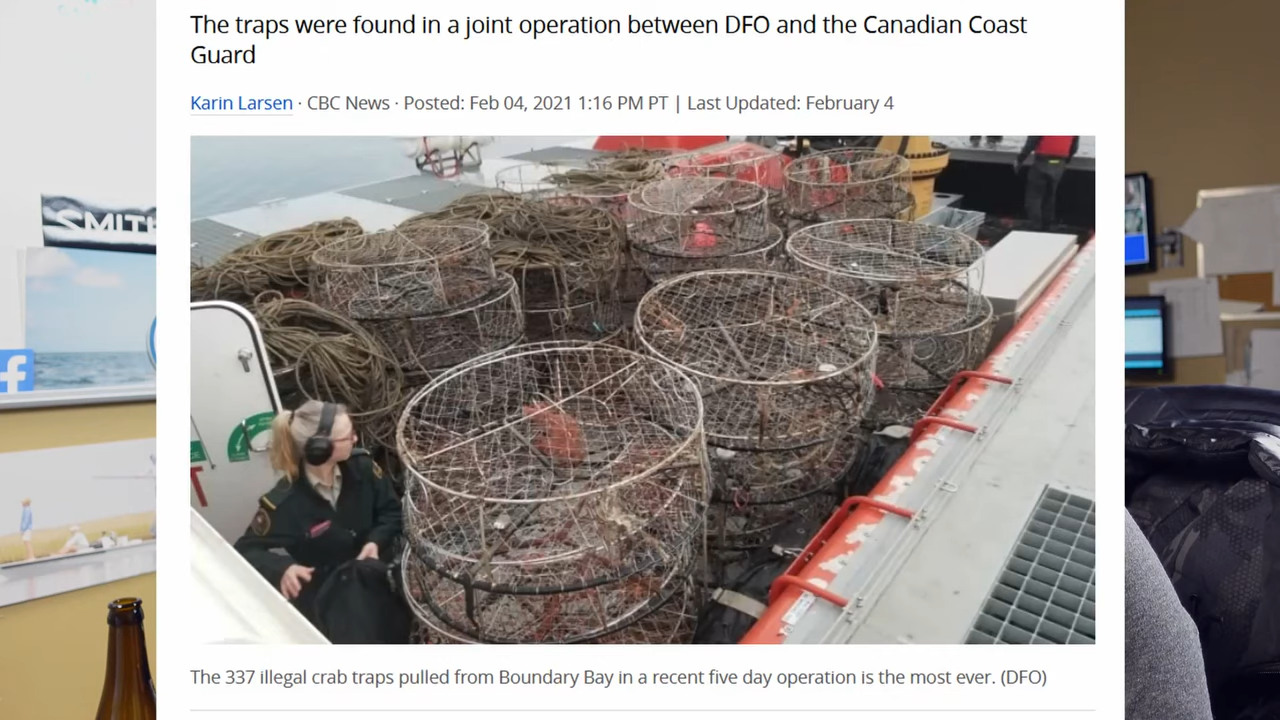 The traps were found in a joint operation between DFO and the Canadian Coast
Guard
Karin Larsen · CBC News · Posted: Feb 04, 2021 1:16 PM PT | Last Updated: February 4
SMITH
f
The 337 illegal crab traps pulled from Boundary Bay in a recent five day operation is the most ever. (DFO)